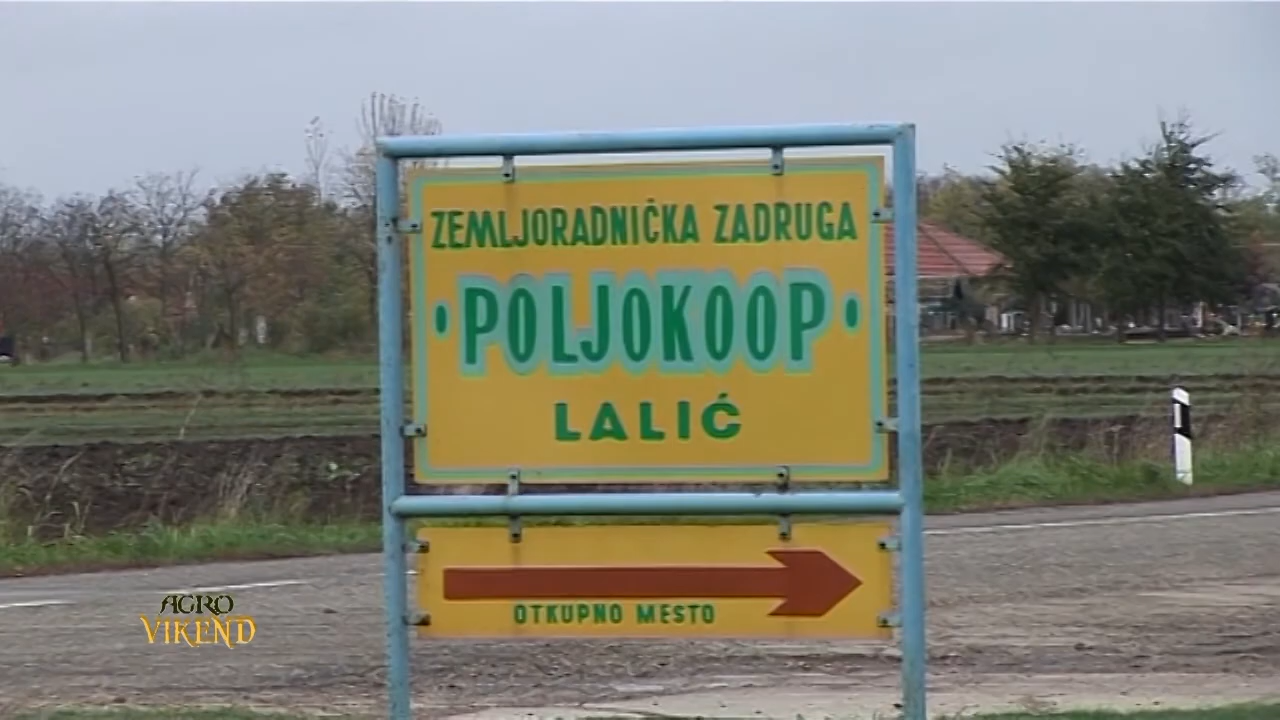 ZEMLJORADNIČKA ZADRUGA
POLJOKOOP
LALIĆ
OTKUPNO MESTO
AGRO
VIKEND